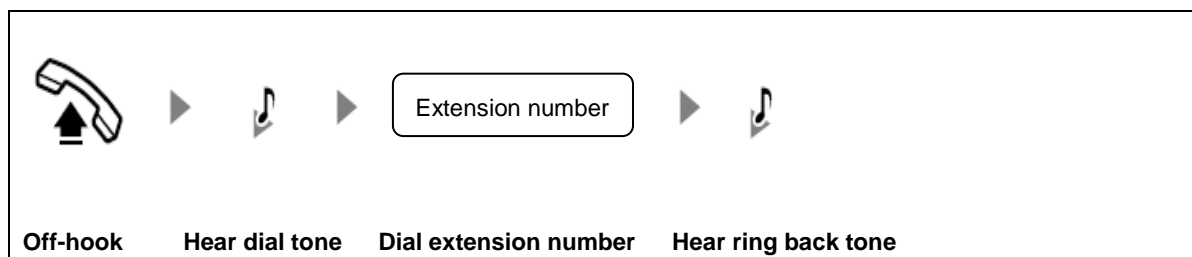 Extension number
Off-hook Hear dial tone Dial extension number Hear ring back tone